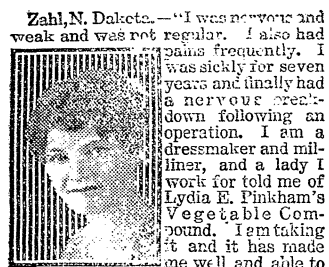 Zahl, N. Dakota.—"I was nervous and
weak and was not regular. I also had
pains frequently. I
was sickly for seven
years and finally had
a nervous break-
down following an
operation. I am a
dressmaker and mil-
liner, and a lady I
work for told me of
Lydia E. Pinkham's
Vegetable Com-
pound. I am taking
it and it has made
me well and able to